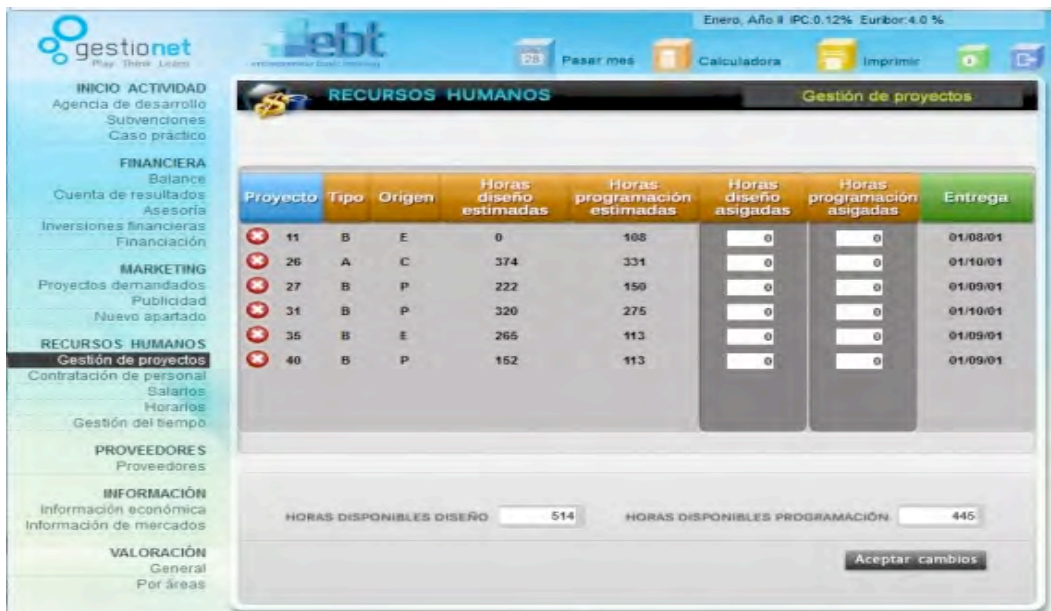 Enero, Año II IPC:0.12% Euribor:4.0 %
gestionet
Play Think Learn
ebt
28 Pasar mes Calculadora Imprimir
INICIO ACTIVIDAD
Agencia de desarrollo
Subvenciones
Caso práctico
FINANCIERA
Balance
Cuenta de resultados
Asesoría
Inversiones financieras
Financiación
MARKETING
Proyectos demandados
Publicidad
Nuevo apartado
RECURSOS HUMANOS
Gestión de proyectos
Contratación de personal
Salarios
Horarios
Gestión del tiempo
PROVEEDORES
Proveedores
INFORMACIÓN
Información económica
Información de mercados
VALORACIÓN
General
Por áreas
RECURSOS HUMANOS Gestión de proyectos
Proyecto Tipo Origen Horas diseño estimadas Horas programación estimadas Horas diseño asigadas Horas programación asigadas Entrega
11 B E 0 108 0 0 01/08/01
26 A C 374 331 0 0 01/10/01
27 B P 222 150 0 0 01/09/01
31 B P 320 275 0 0 01/10/01
35 B E 265 113 0 0 01/09/01
40 B P 152 113 0 0 01/09/01
HORAS DISPONIBLES DISEÑO 514 HORAS DISPONIBLES PROGRAMACIÓN 445
Aceptar cambios